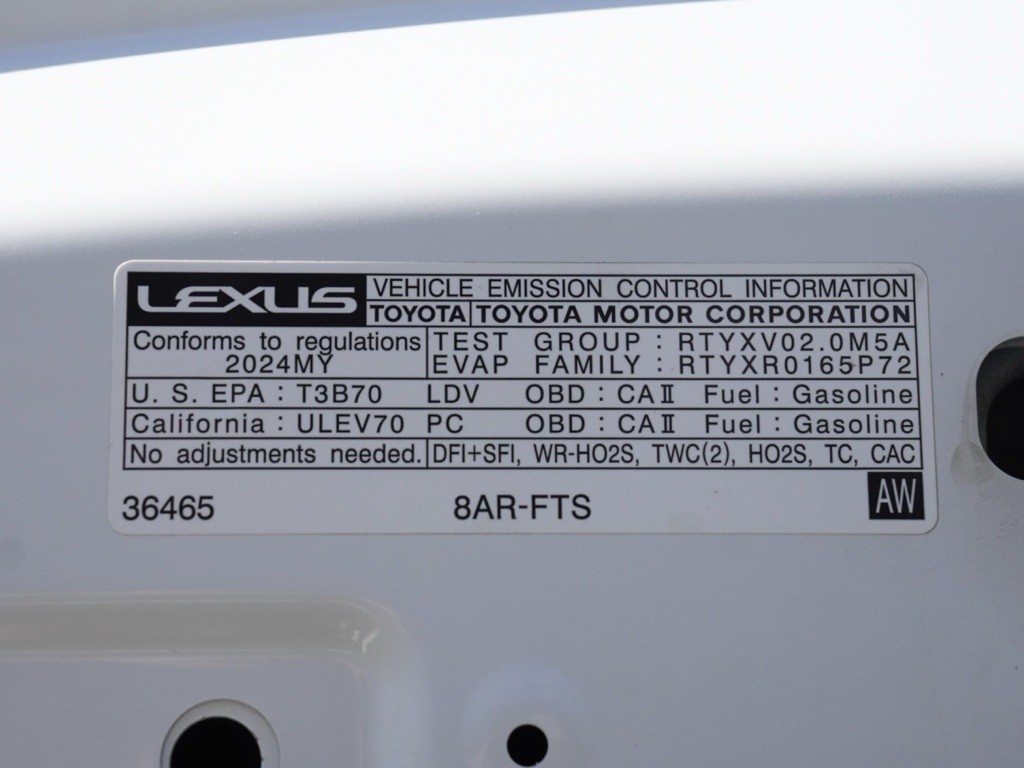 LEXUS VEHICLE EMISSION CONTROL INFORMATION
TOYOTA TOYOTA MOTOR CORPORATION
Conforms to regulations TEST GROUP : RTYXV02.0M5A
2024MY EVAP FAMILY : RTYXR0165P72
U. S. EPA : T3B70 LDV OBD : CAⅡ Fuel : Gasoline
California : ULEV70 PC OBD : CAⅡ Fuel : Gasoline
No adjustments needed. DFI+SFI, WR-HO2S, TWC(2), HO2S, TC, CAC
36465 8AR-FTS AW